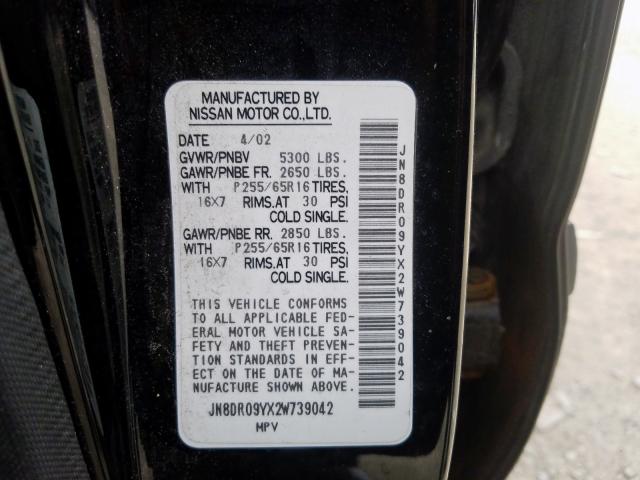 MANUFACTURED BY
NISSAN MOTOR CO.,LTD.
DATE 4/02
GVWR/PNBV 5300 LBS.
GAWR/PNBE FR. 2650 LBS.
WITH P255/65R16 TIRES,
16X7 RIMS.AT 30 PSI
COLD SINGLE.
GAWR/PNBE RR. 2850 LBS.
WITH P255/65R16 TIRES,
16X7 RIMS.AT 30 PSI
COLD SINGLE.
THIS VEHICLE CONFORMS
TO ALL APPLICABLE FED-
ERAL MOTOR VEHICLE SA-
FETY AND THEFT PREVEN-
TION STANDARDS IN EFF-
ECT ON THE DATE OF MA-
NUFACTURE SHOWN ABOVE.
JN8DR09YX2W739042
MPV
JN8DR09YX2W739042